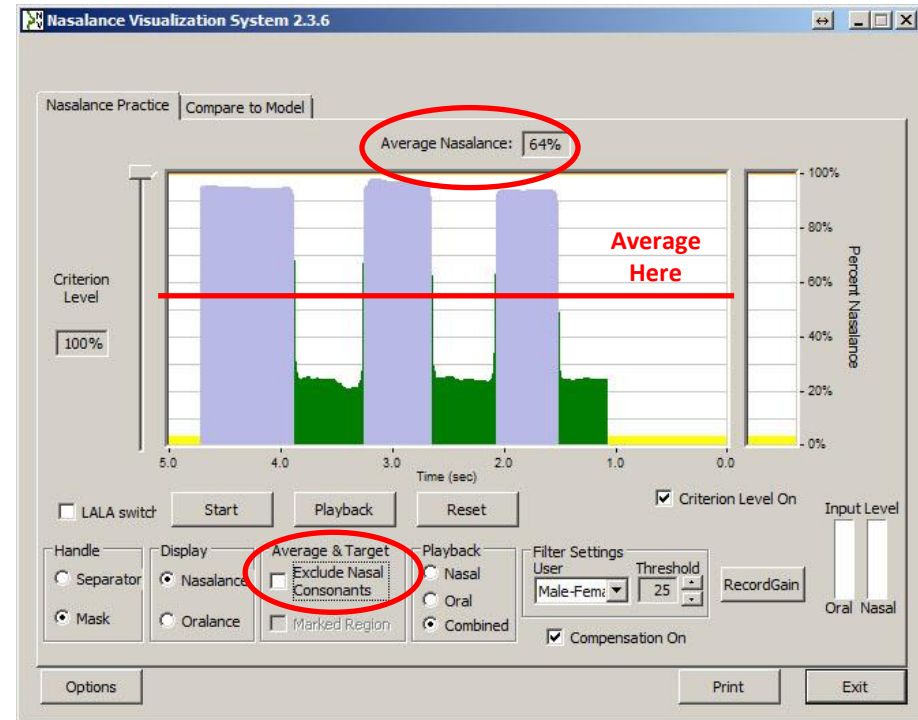 Nasalance Visualization System 2.3.6
Nasalance Practice
Compare to Model
Average Nasalance: 64%
Criterion
Level
100%
Average
Here
100%
80%
60%
40%
20%
0%
Percent Nasalance
5.0 4.0 3.0 2.0 1.0 0.0
Time (sec)
LALA switch
Start
Playback
Reset
Criterion Level On
Input Level
Oral Nasal
Handle
Separator
Mask
Display
Nasalance
Oralance
Average & Target
Exclude Nasal
Consonants
Marked Region
Playback
Nasal
Oral
Combined
Filter Settings
User
Male-Fema
Threshold
25
RecordGain
Compensation On
Options
Print
Exit